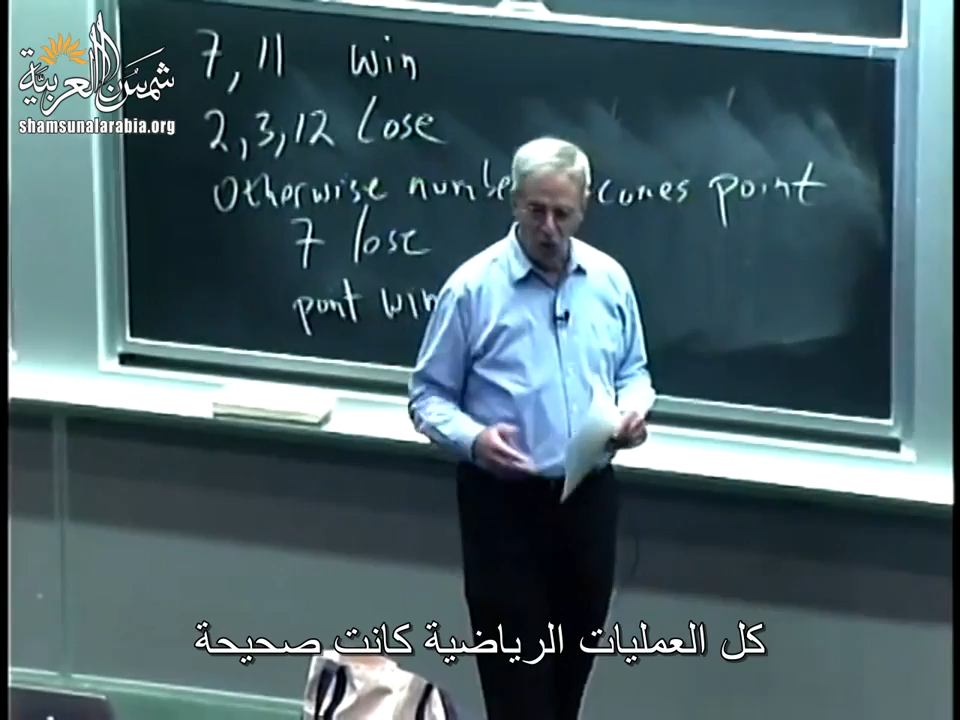 شمس العربية
shamsunalarabia.org
7, 11 win
2, 3, 12 lose
Otherwise number comes point
7 lose
point win
كل العمليات الرياضية كانت صحيحة